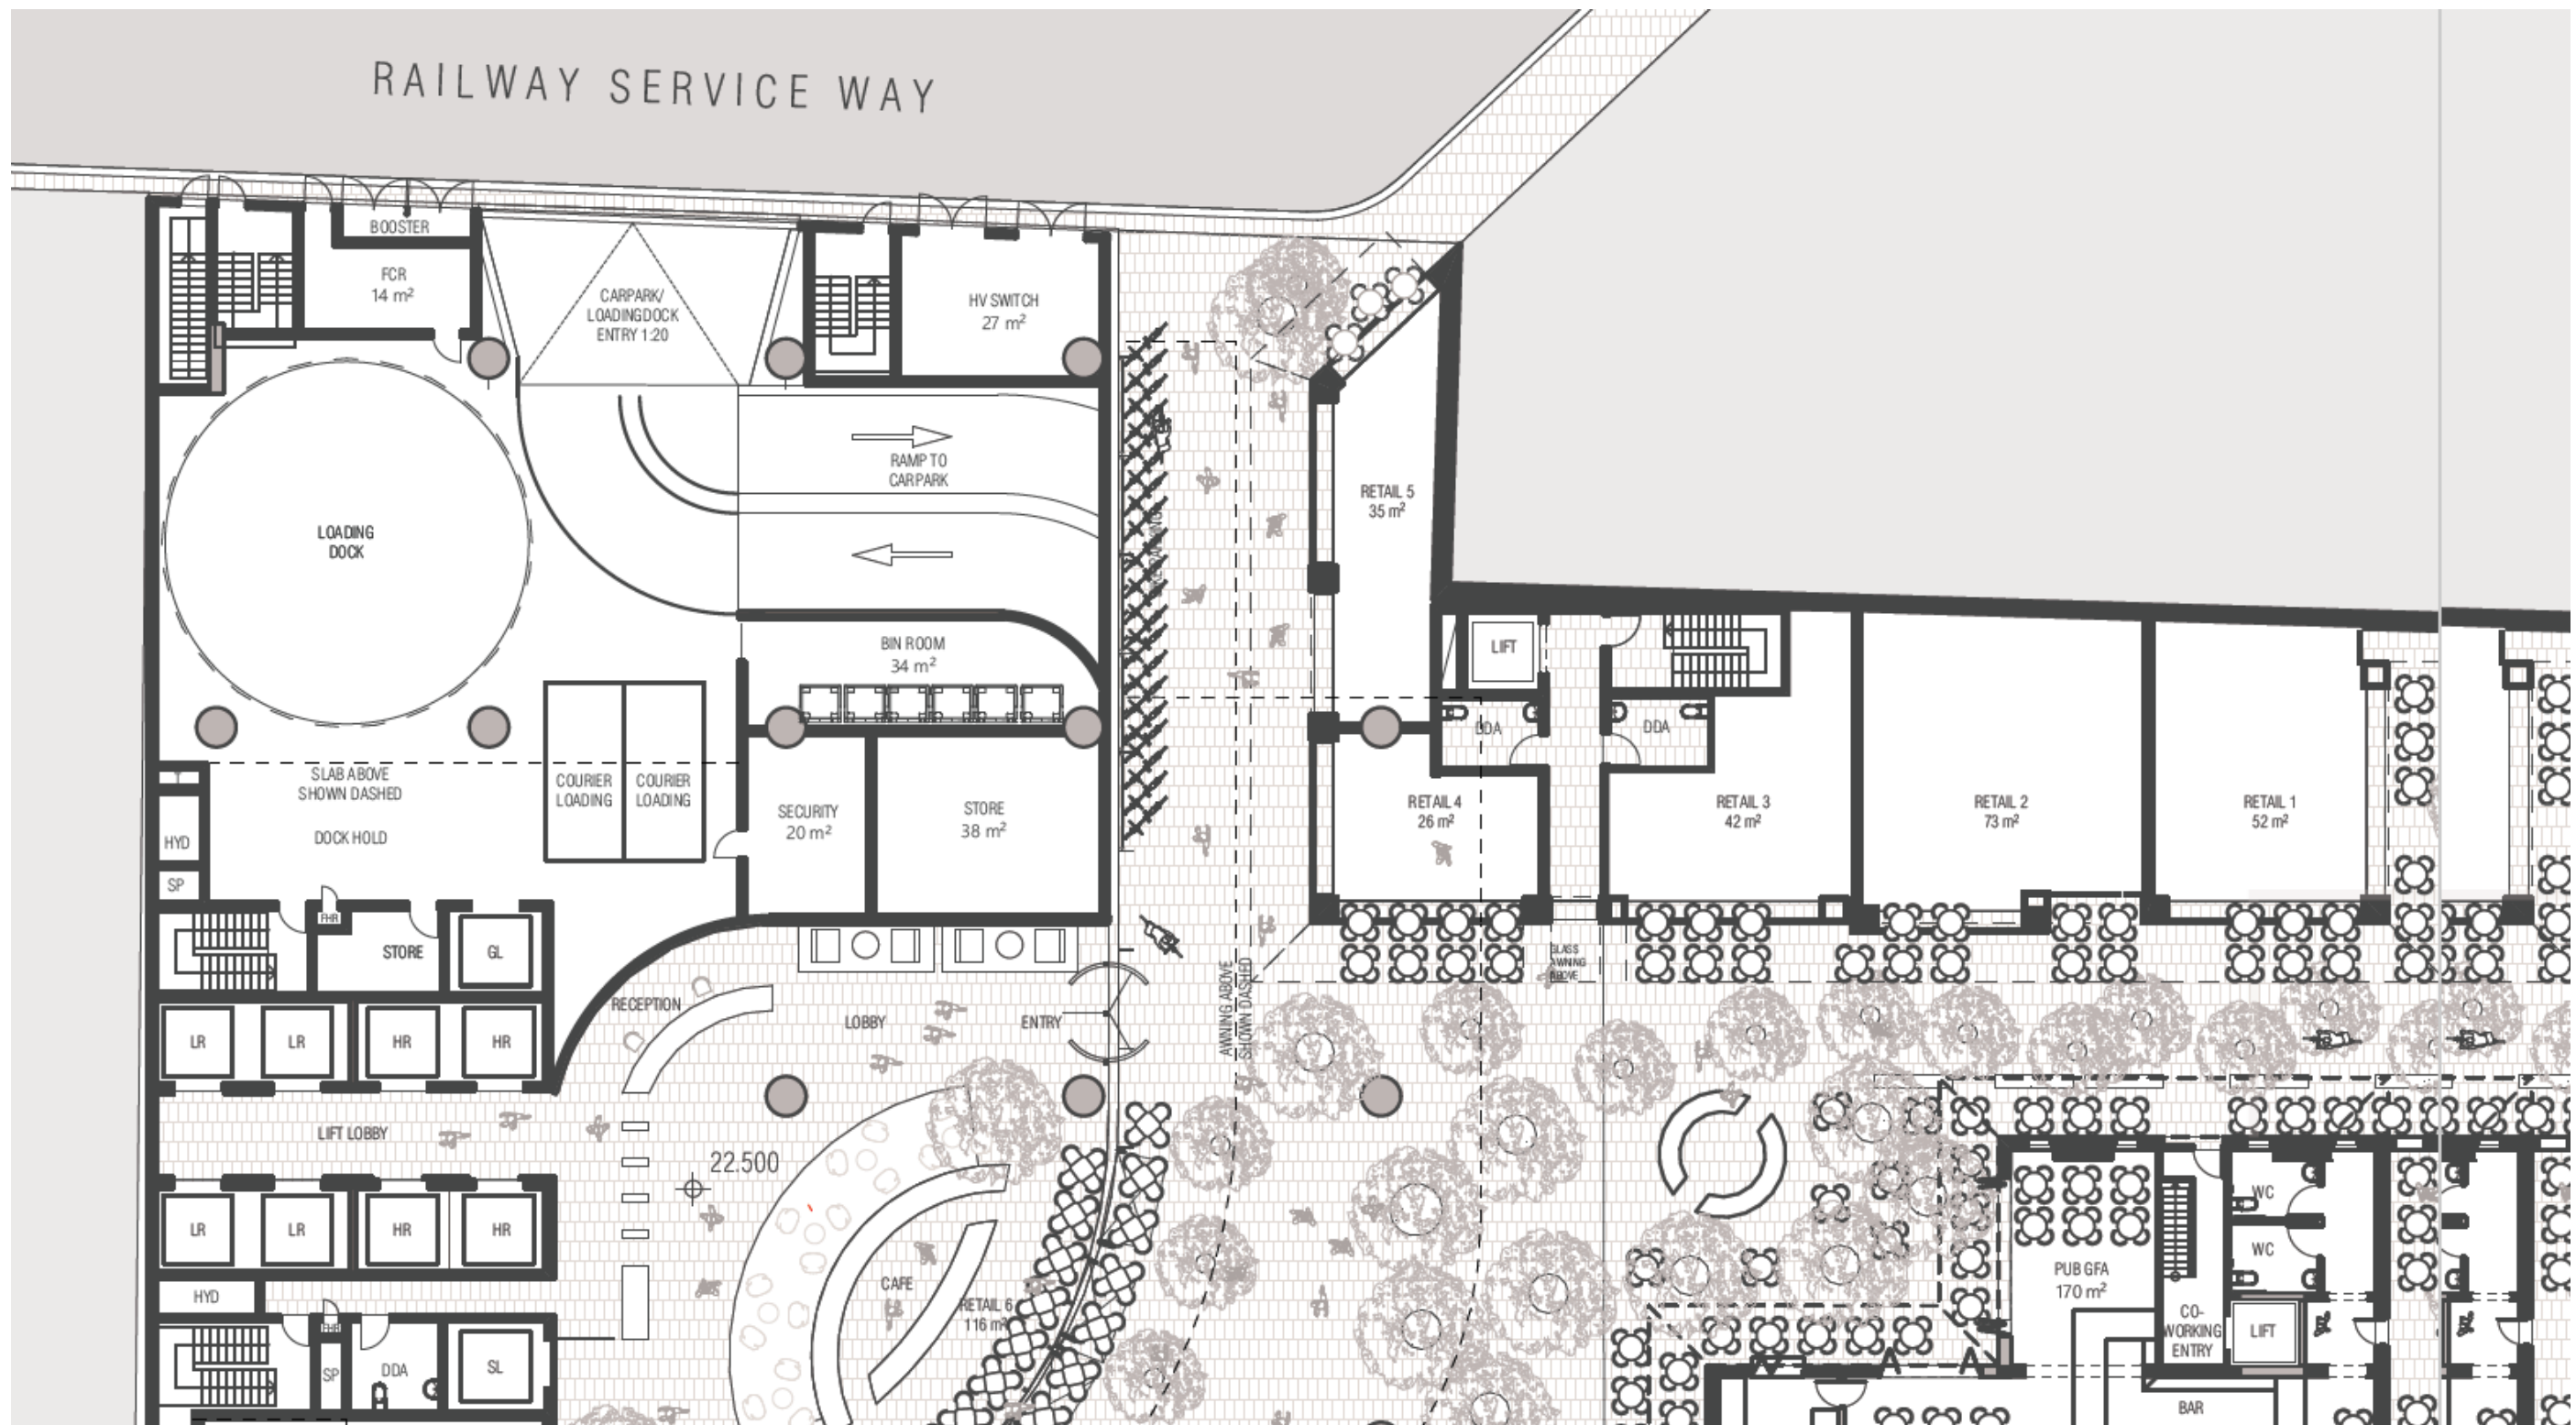 RAILWAY SERVICE WAY
BOOSTER
FCR
14 m²
CARPARK/
LOADINGDOCK
ENTRY 1:20
HV SWITCH
27 m²
RAMP TO
CARPARK
LOADING
DOCK
RETAIL 5
35 m²
BIN ROOM
34 m²
LIFT
DDA
DDA
SLAB ABOVE
SHOWN DASHED
DOCK HOLD
COURIER
LOADING
COURIER
LOADING
SECURITY
20 m²
STORE
38 m²
RETAIL 4
26 m²
RETAIL 3
42 m²
RETAIL 2
73 m²
RETAIL 1
52 m²
HYD
SP
FHR
STORE
GL
GLASS
AWNING
ABOVE
RECEPTION
LOBBY
ENTRY
AWNING ABOVE
SHOWN DASHED
LR
LR
HR
HR
LIFT LOBBY
22.500
LR
LR
HR
HR
WC
WC
PUB GFA
170 m²
HYD
CAFE
RETAIL 6
116 m²
CO-
WORKING
ENTRY
LIFT
FHR
SP
DDA
SL
BAR